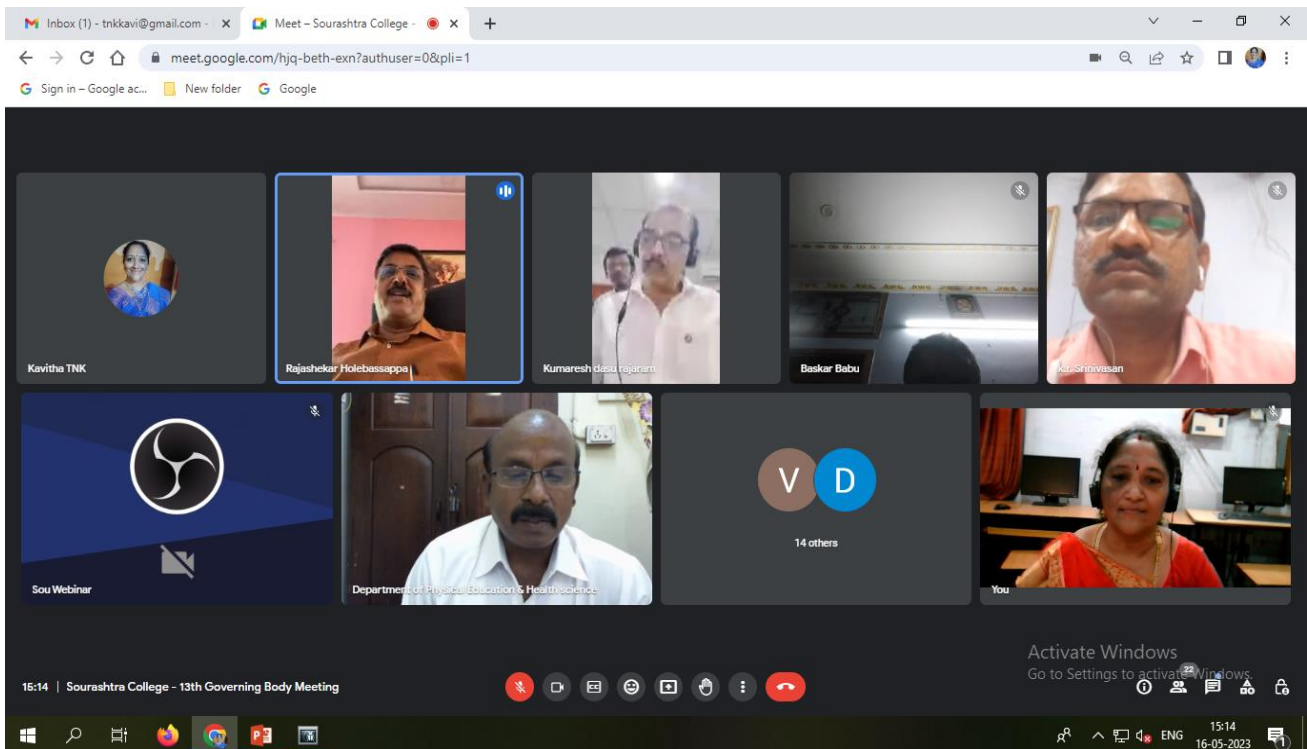 Inbox (1) - tnkkavi@gmail.com -
Meet – Sourashtra College -
meet.google.com/hjq-beth-exn?authuser=0&pli=1
Sign in – Google ac...
New folder
Google
Kavitha TNK
Rajashekar Holebassappa
Kumaresh dasu rajaram
Baskar Babu
k.r. Srinivasan
Sou Webinar
Department of Physical Education & Health science
V D
14 others
You
Activate Windows
Go to Settings to activate Windows.
15:14 | Sourashtra College - 13th Governing Body Meeting
22
ENG
15:14
16-05-2023
1